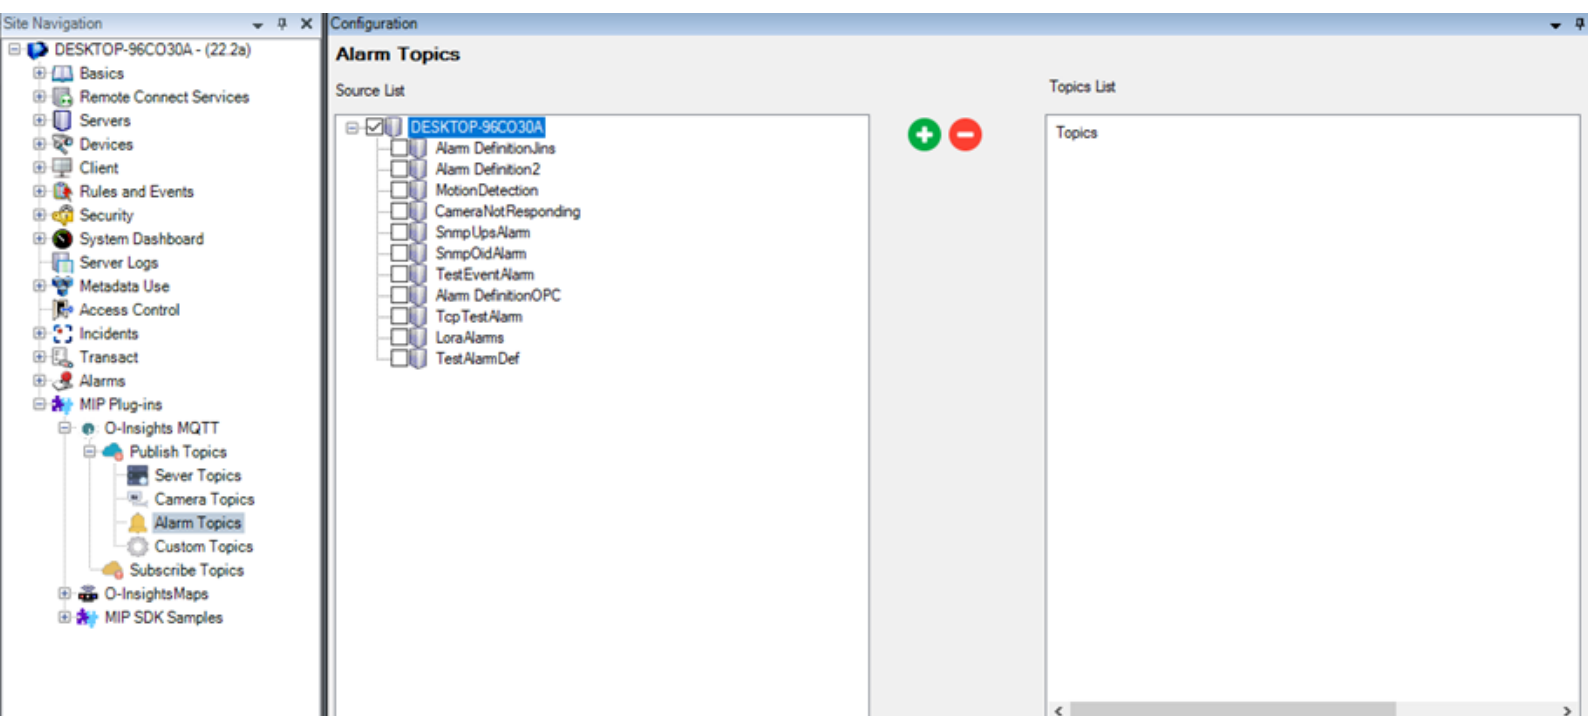 Site Navigation
DESKTOP-96CO30A - (22.2a)
Basics
Remote Connect Services
Servers
Devices
Client
Rules and Events
Security
System Dashboard
Server Logs
Metadata Use
Access Control
Incidents
Transact
Alarms
MIP Plug-ins
O-Insights MQTT
Publish Topics
Sever Topics
Camera Topics
Alarm Topics
Custom Topics
Subscribe Topics
O-InsightsMaps
MIP SDK Samples
Configuration
Alarm Topics
Source List
DESKTOP-96CO30A
Alarm DefinitionJins
Alarm Definition2
MotionDetection
CameraNotResponding
SnmpUpsAlarm
SnmpOidAlarm
TestEventAlarm
Alarm DefinitionOPC
TcpTestAlarm
LoraAlarms
TestAlarmDef
Topics List
Topics